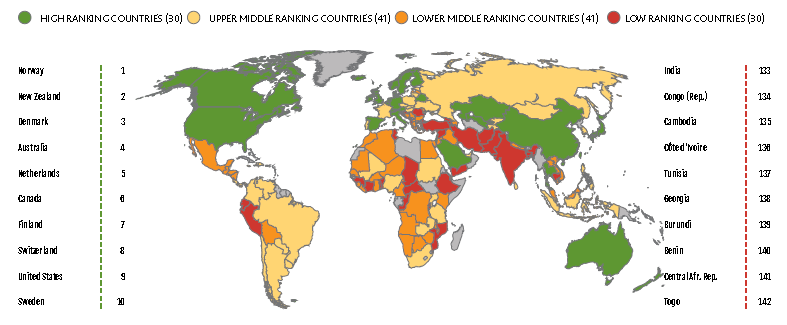 HIGH RANKING COUNTRIES (30) UPPER MIDDLE RANKING COUNTRIES (41) LOWER MIDDLE RANKING COUNTRIES (41) LOW RANKING COUNTRIES (30)
Norway 1
New Zealand 2
Denmark 3
Australia 4
Netherlands 5
Canada 6
Finland 7
Switzerland 8
United States 9
Sweden 10
India 133
Congo (Rep.) 134
Cambodia 135
Côte d'Ivoire 136
Tunisia 137
Georgia 138
Burundi 139
Benin 140
Central Afr. Rep. 141
Togo 142